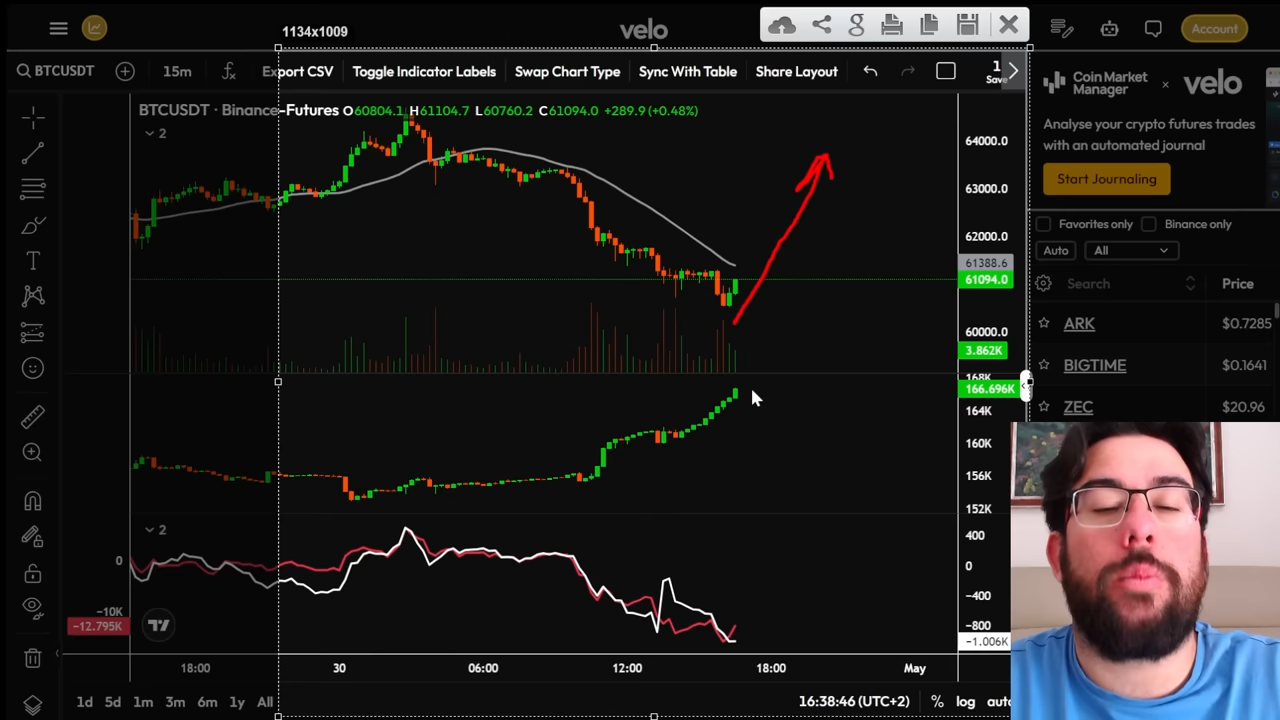 1134x1009
velo
Account
BTCUSDT
15m
Export CSV
Toggle Indicator Labels
Swap Chart Type
Sync With Table
Share Layout
1
Save
BTCUSDT · Binance-Futures O60804.1 H61104.7 L60760.2 C61094.0 +289.9 (+0.48%)
2
64000.0
63000.0
62000.0
61388.6
61094.0
60000.0
3.862K
168K
166.696K
164K
160K
156K
152K
2
400
0
0
−400
−10K
−800
−12.795K
−1.006K
18:00
30
06:00
12:00
18:00
May
1d
5d
1m
3m
6m
1y
All
16:38:46 (UTC+2)
%
log
auto
Coin Market
Manager
×
velo
Analyse your crypto futures trades
with an automated journal
Start Journaling
Favorites only
Binance only
Auto
All
Search
Price
ARK
$0.7285
BIGTIME
$0.1641
ZEC
$20.96